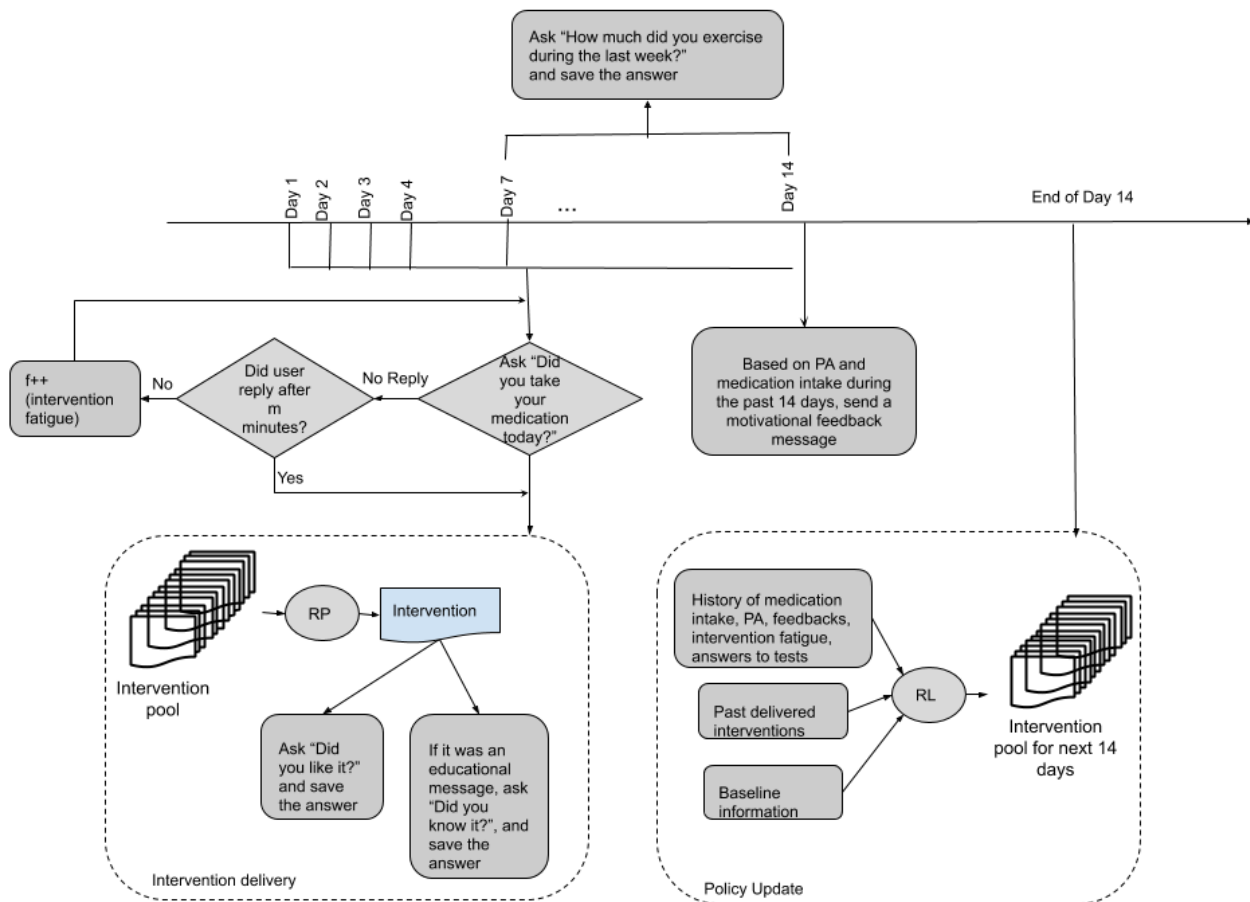 Ask “How much did you exercise
during the last week?”
and save the answer
Day 1
Day 2
Day 3
Day 4
Day 7
...
Day 14
End of Day 14
f++
(intervention
fatigue)
No
Did user
reply after
m
minutes?
No Reply
Ask “Did
you take
your
medication
today?”
Yes
Based on PA and
medication intake during
the past 14 days, send a
motivational feedback
message
Intervention
pool
RP
Intervention
Ask “Did
you like it?”
and save
the answer
If it was an
educational
message, ask
“Did you
know it?”, and
save the
answer
Intervention delivery
History of medication
intake, PA, feedbacks,
intervention fatigue,
answers to tests
Past delivered
interventions
Baseline
information
RL
Intervention
pool for next 14
days
Policy Update